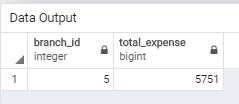 Data Output
branch_id total_expense
integer bigint
1 5 5751